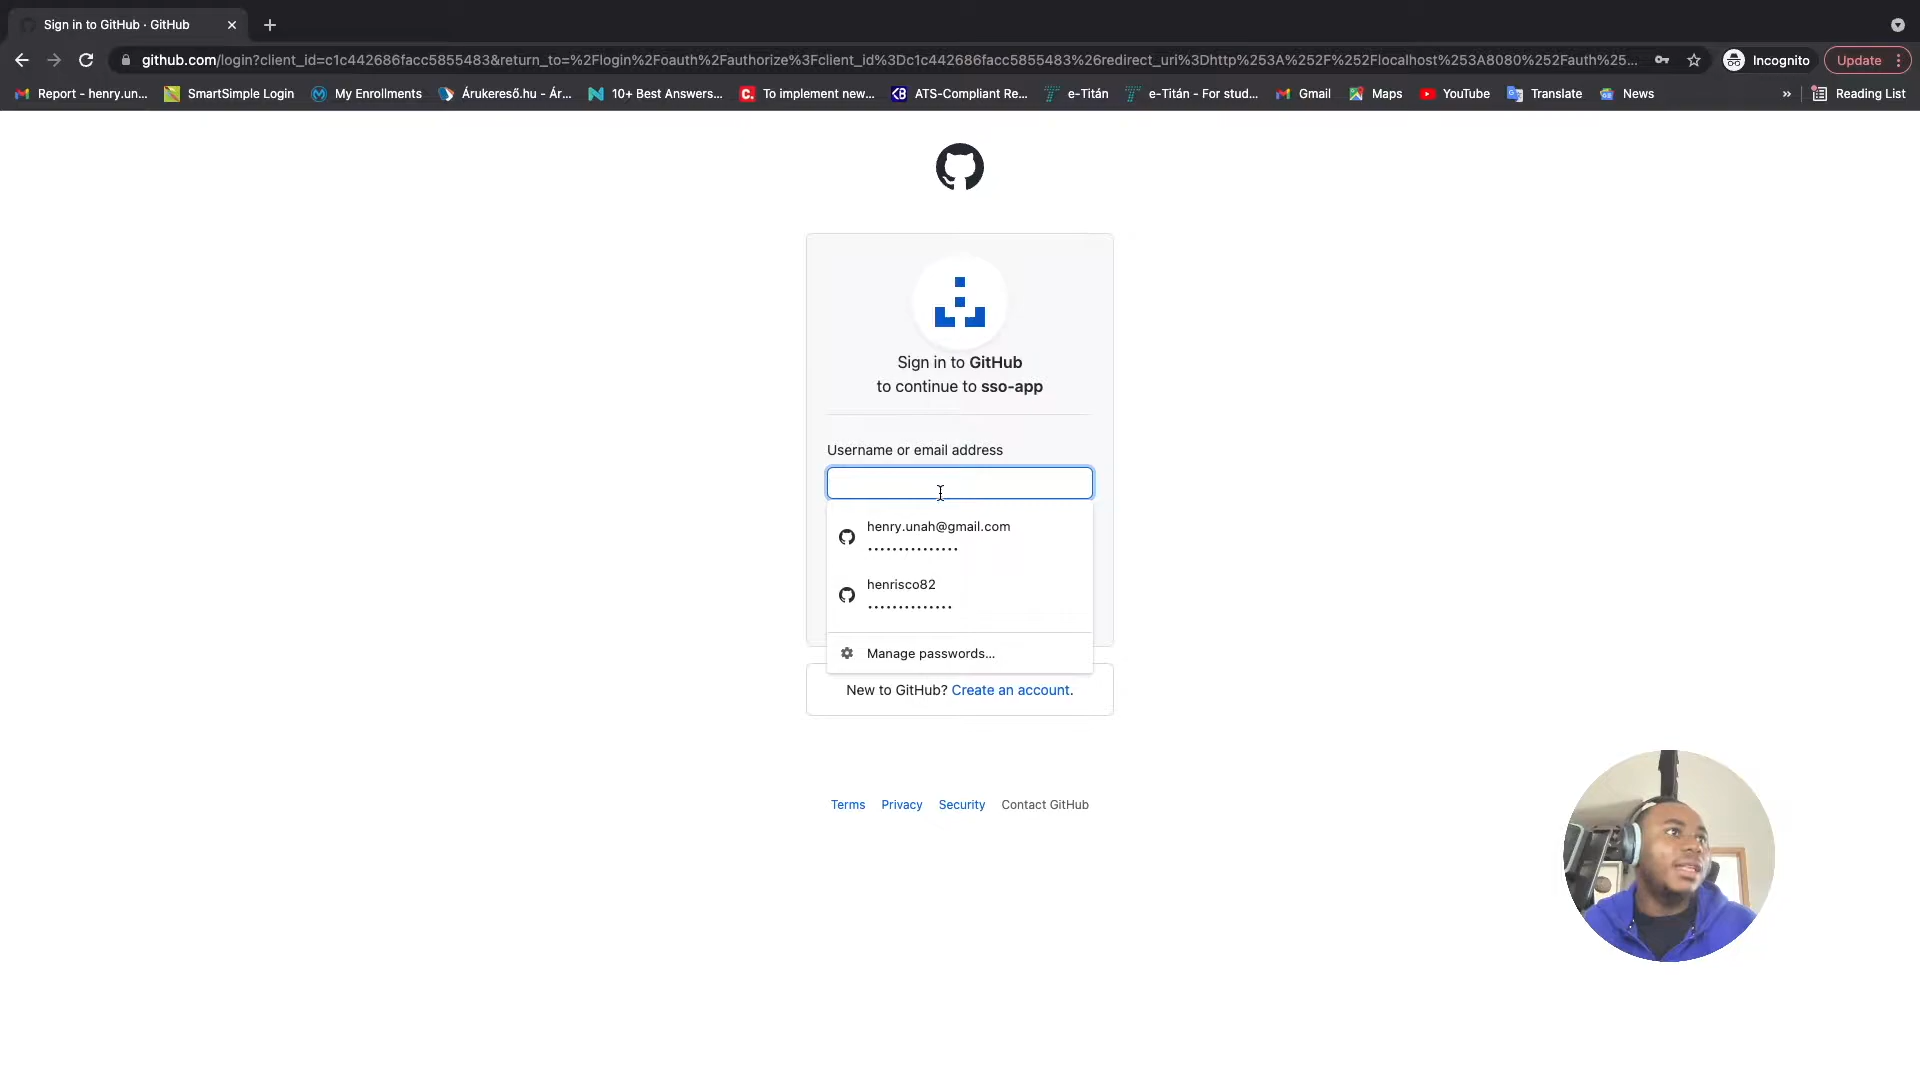 Sign in to GitHub · GitHub
github.com/login?client_id=c1c442686facc5855483&return_to=%2Flogin%2Foauth%2Fauthorize%3Fclient_id%3Dc1c442686facc5855483%26redirect_uri%3Dhttp%253A%252F%252Flocalhost%253A8080%252Fauth%25...
Incognito
Update
Report - henry.un...
SmartSimple Login
My Enrollments
Árukereső.hu - Ár...
10+ Best Answers...
To implement new...
ATS-Compliant Re...
e-Titán
e-Titán - For stud...
Gmail
Maps
YouTube
Translate
News
»
Reading List
Sign in to GitHub
to continue to sso-app
Username or email address
henry.unah@gmail.com
•••••••••••••••
henrisco82
••••••••••••••
Manage passwords...
New to GitHub? Create an account.
Terms Privacy Security Contact GitHub